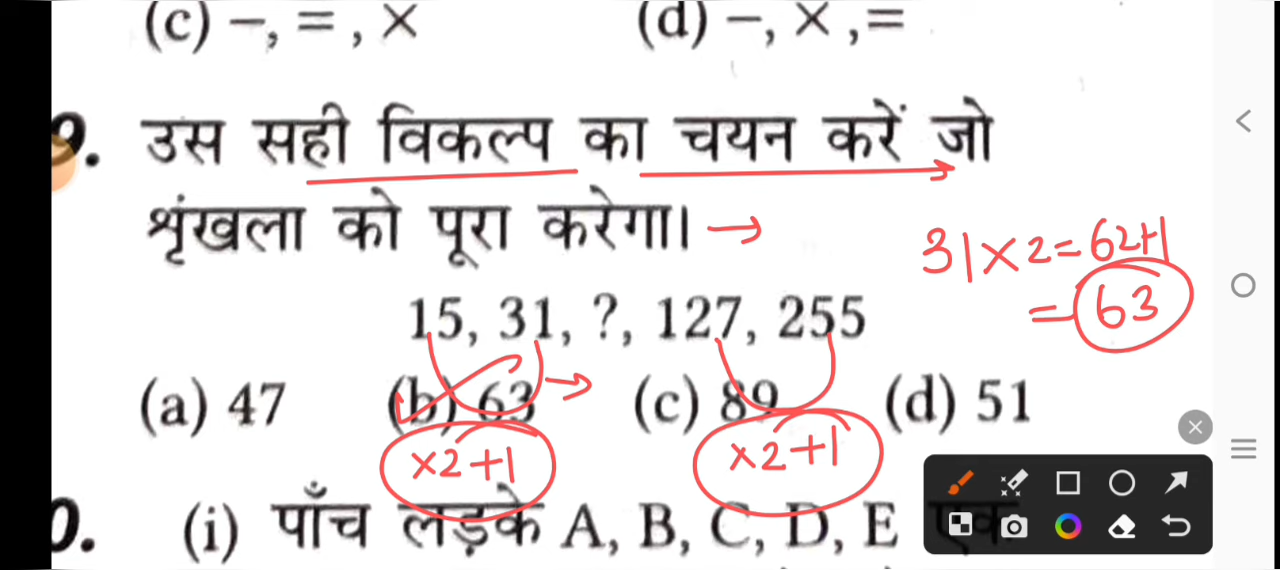 (c) −, = , × (d) −, × ,=
9. उस सही विकल्प का चयन करें जो
श्रृंखला को पूरा करेगा। →
31×2=62+1
= 63
15, 31, ?, 127, 255
(a) 47 (b) 63 → (c) 89 (d) 51
×2+1 ×2+1
0. (i) पाँच लड़के A, B, C, D, E एक